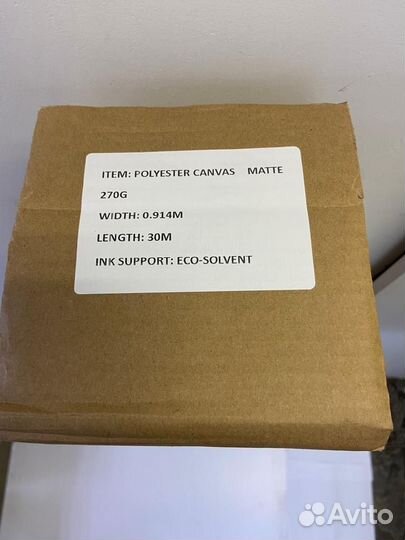 ITEM: POLYESTER CANVAS MATTE
270G
WIDTH: 0.914M
LENGTH: 30M
INK SUPPORT: ECO-SOLVENT
Avito